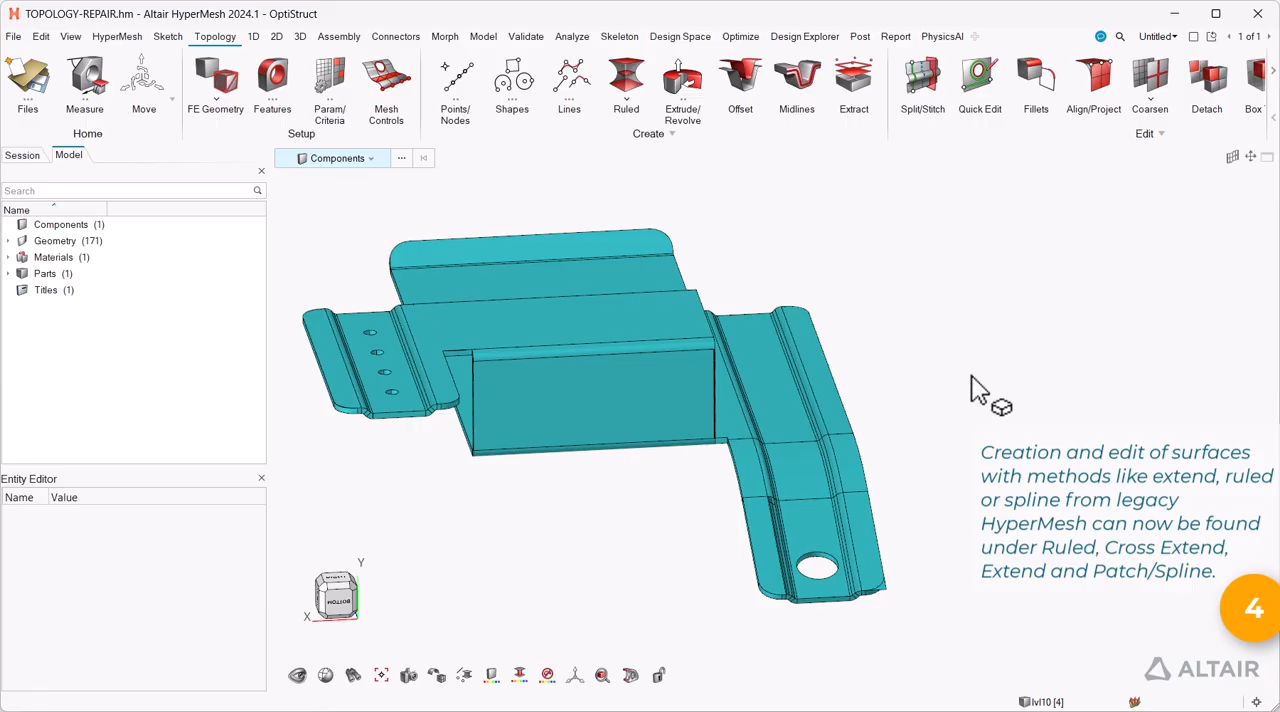 TOPOLOGY-REPAIR.hm - Altair HyperMesh 2024.1 - OptiStruct
File Edit View HyperMesh Sketch Topology 1D 2D 3D Assembly Connectors Morph Model Validate Analyze Skeleton Design Space Optimize Design Explorer Post Report PhysicsAI Untitled 1 of 1
Files Measure Move FE Geometry Features Param/ Criteria Mesh Controls Points/ Nodes Shapes Lines Ruled Extrude/ Revolve Offset Midlines Extract Split/Stitch Quick Edit Fillets Align/Project Coarsen Detach Box
Home Setup Create Edit
Session Model
Components
Search
Name
Components (1)
Geometry (171)
Materials (1)
Parts (1)
Titles (1)
Entity Editor
Name Value
Creation and edit of surfaces
with methods like extend, ruled
or spline from legacy
HyperMesh can now be found
under Ruled, Cross Extend,
Extend and Patch/Spline.
4
Y
X
BOTTOM
ALTAIR
lvl10 [4]